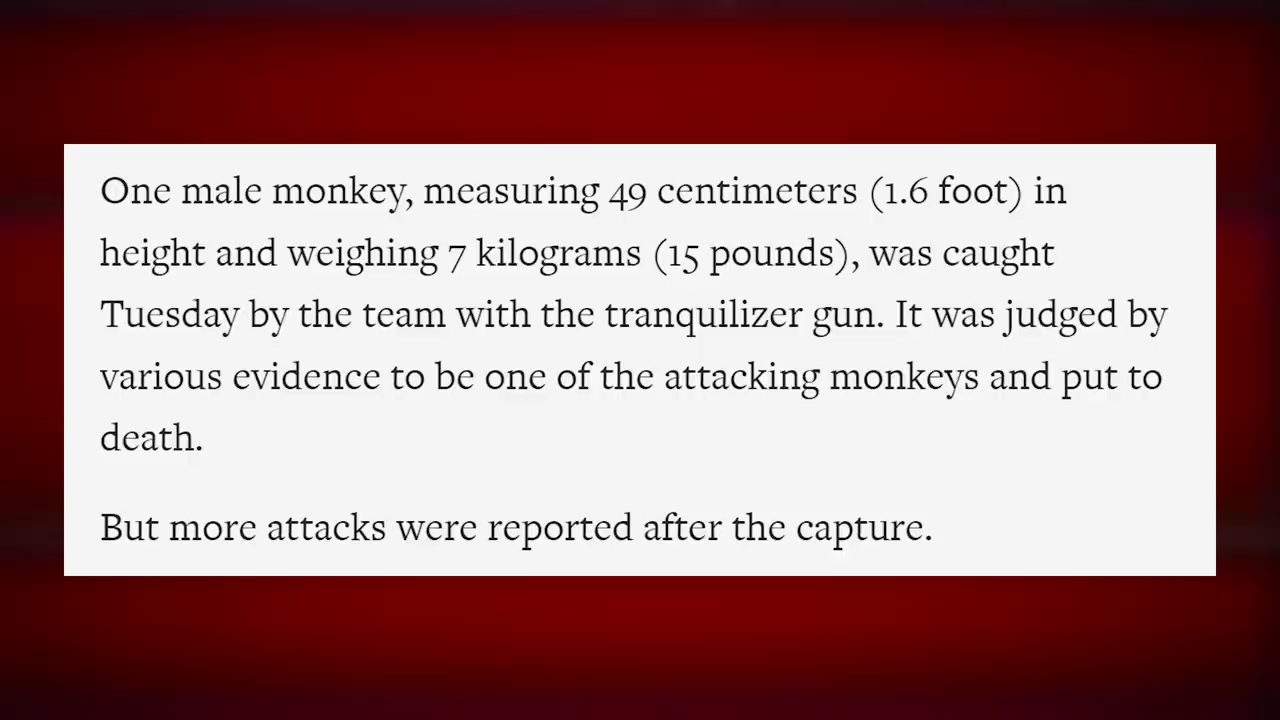 One male monkey, measuring 49 centimeters (1.6 foot) in
height and weighing 7 kilograms (15 pounds), was caught
Tuesday by the team with the tranquilizer gun. It was judged by
various evidence to be one of the attacking monkeys and put to
death.
But more attacks were reported after the capture.